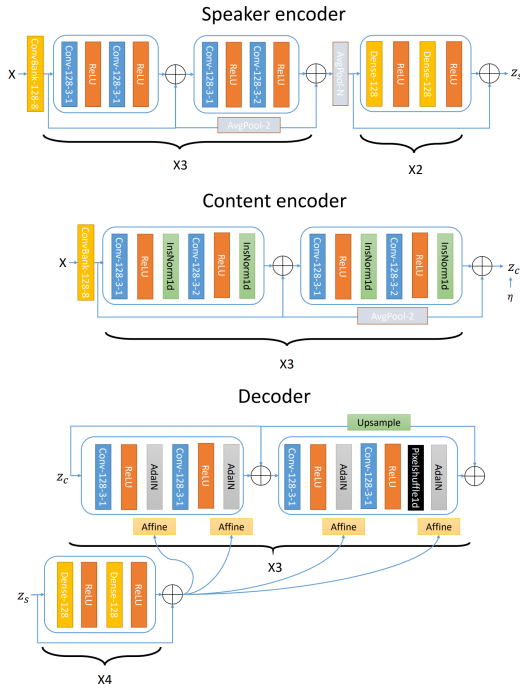 Speaker encoder
X
ConvBank-128-8
Conv-128-3-1
ReLU
Conv-128-3-1
ReLU
Conv-128-3-1
ReLU
Conv-128-3-2
ReLU
AvgPool-2
AvgPool-N
Dense-128
ReLU
Dense-128
ReLU
z_s
X3
X2
Content encoder
X
ConvBank-128-8
Conv-128-3-1
ReLU
InsNorm1d
Conv-128-3-2
ReLU
InsNorm1d
Conv-128-3-1
ReLU
InsNorm1d
Conv-128-3-2
ReLU
InsNorm1d
z_c
η
AvgPool-2
X3
Decoder
Upsample
z_c
Conv-128-3-1
ReLU
AdaIN
Conv-128-3-1
ReLU
AdaIN
Conv-128-3-1
ReLU
AdaIN
Conv-128-3-1
ReLU
Pixelshuffle1d
AdaIN
Affine
Affine
Affine
Affine
X3
z_s
Dense-128
ReLU
Dense-128
ReLU
X4